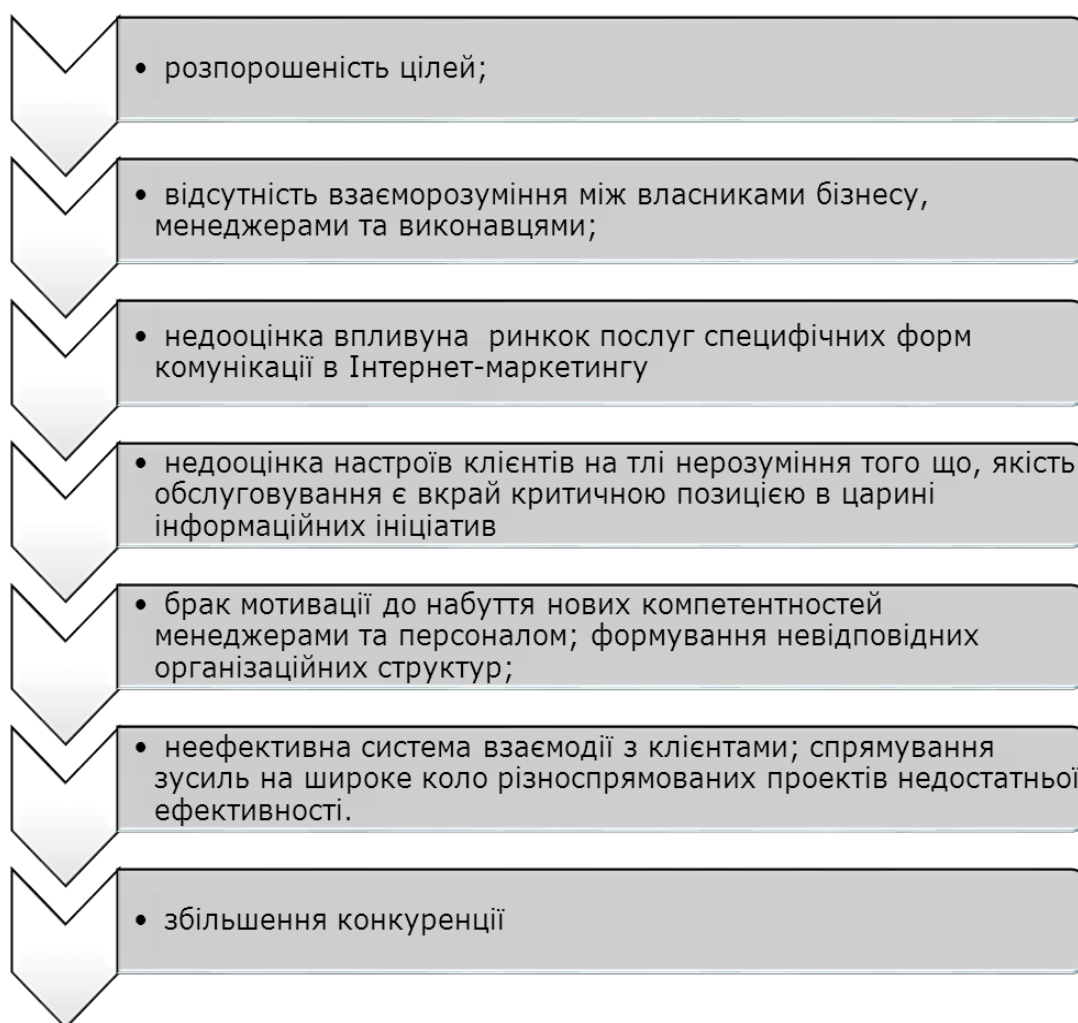 • розпорошеність цілей;
• відсутність взаєморозуміння між власниками бізнесу,
менеджерами та виконавцями;
• недооцінка впливуна  ринкок послуг специфічних форм
комунікації в Інтернет-маркетингу
• недооцінка настроїв клієнтів на тлі нерозуміння того що, якість
обслуговування є вкрай критичною позицією в царині
інформаційних ініціатив
• брак мотивації до набуття нових компетентностей
менеджерами та персоналом; формування невідповідних
організаційних структур;
• неефективна система взаємодії з клієнтами; спрямування
зусиль на широке коло різноспрямованих проектів недостатньої
ефективності.
• збільшення конкуренції